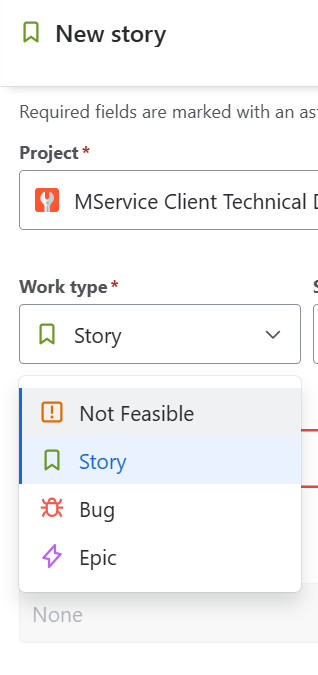 New story
Required fields are marked with an
Project *
MService Client Technical
Work type *
Story
Not Feasible
Story
Bug
Epic
None